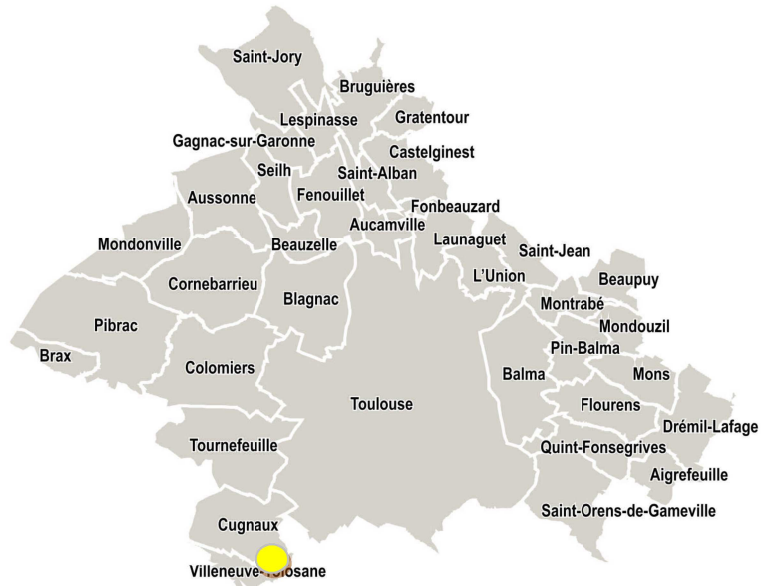 Saint-Jory
Bruguières
Lespinasse
Gratentour
Gagnac-sur-Garonne
Castelginest
Seilh
Saint-Alban
Aussonne
Fenouillet
Fonbeauzard
Aucamville
Launaguet
Mondonville
Beauzelle
Saint-Jean
L'Union
Beaupuy
Cornebarrieu
Blagnac
Montrabé
Pibrac
Mondouzil
Pin-Balma
Brax
Colomiers
Balma
Mons
Toulouse
Flourens
Drémil-Lafage
Tournefeuille
Quint-Fonsegrives
Aigrefeuille
Saint-Orens-de-Gameville
Cugnaux
Villeneuve-Tolosane